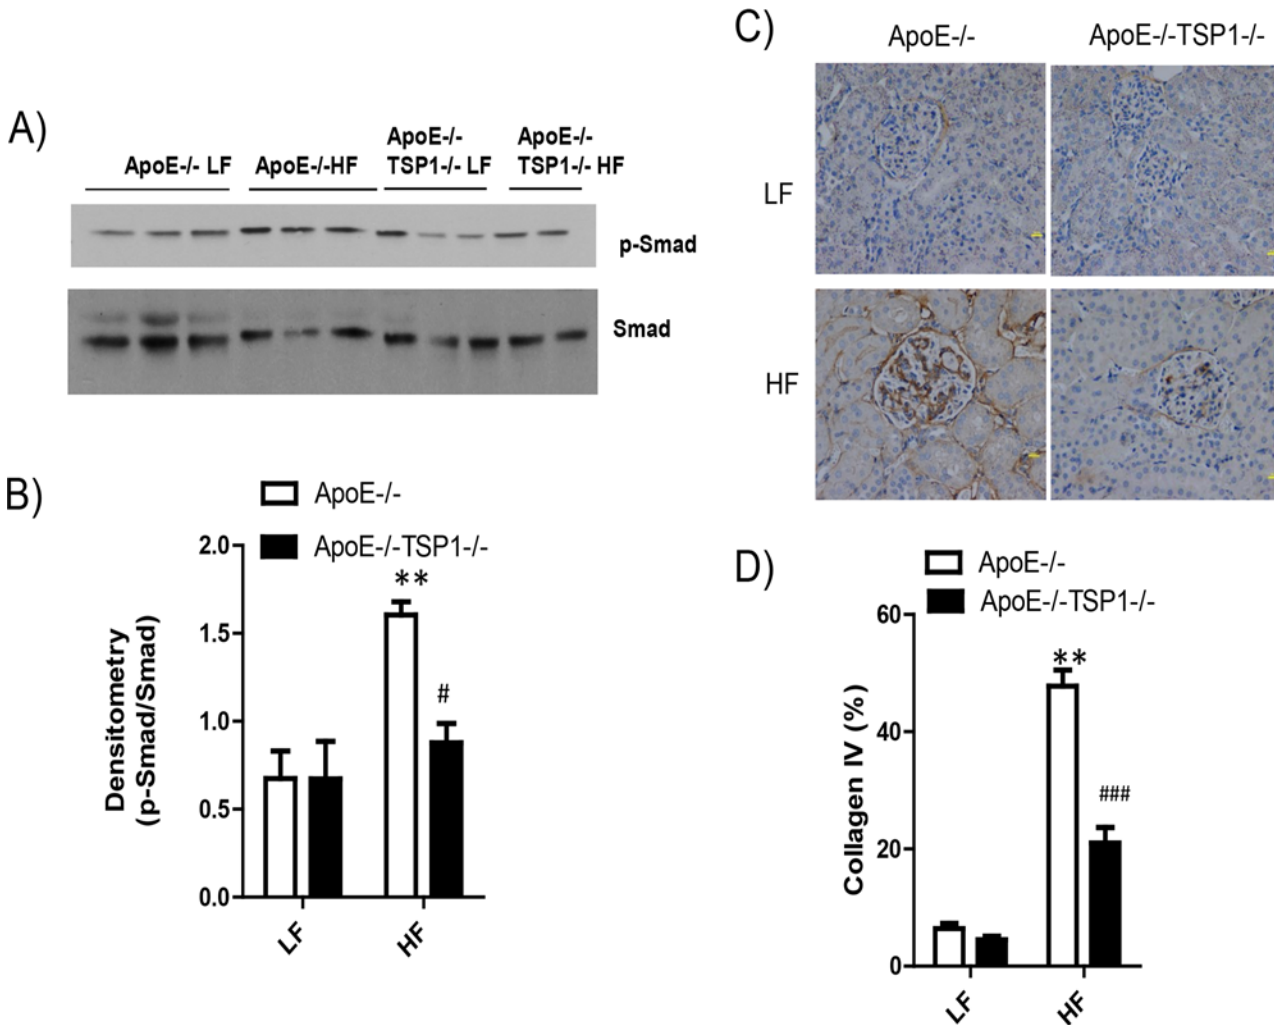 A)
ApoE-/- LF
ApoE-/-HF
ApoE-/-
TSP1-/- LF
ApoE-/-
TSP1-/- HF
p-Smad
Smad
B)
ApoE-/-
ApoE-/-TSP1-/-
Densitometry
(p-Smad/Smad)
2.0
1.5
1.0
0.5
0.0
**
#
LF
HF
C)
ApoE-/-
ApoE-/-TSP1-/-
LF
HF
D)
ApoE-/-
ApoE-/-TSP1-/-
Collagen IV (%)
60
40
20
0
**
###
LF
HF